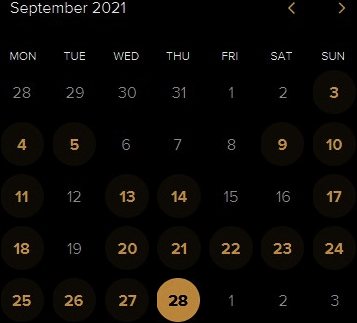 September 2021
MON TUE WED THU FRI SAT SUN
28 29 30 31 1 2 3
4 5 6 7 8 9 10
11 12 13 14 15 16 17
18 19 20 21 22 23 24
25 26 27 28 1 2 3